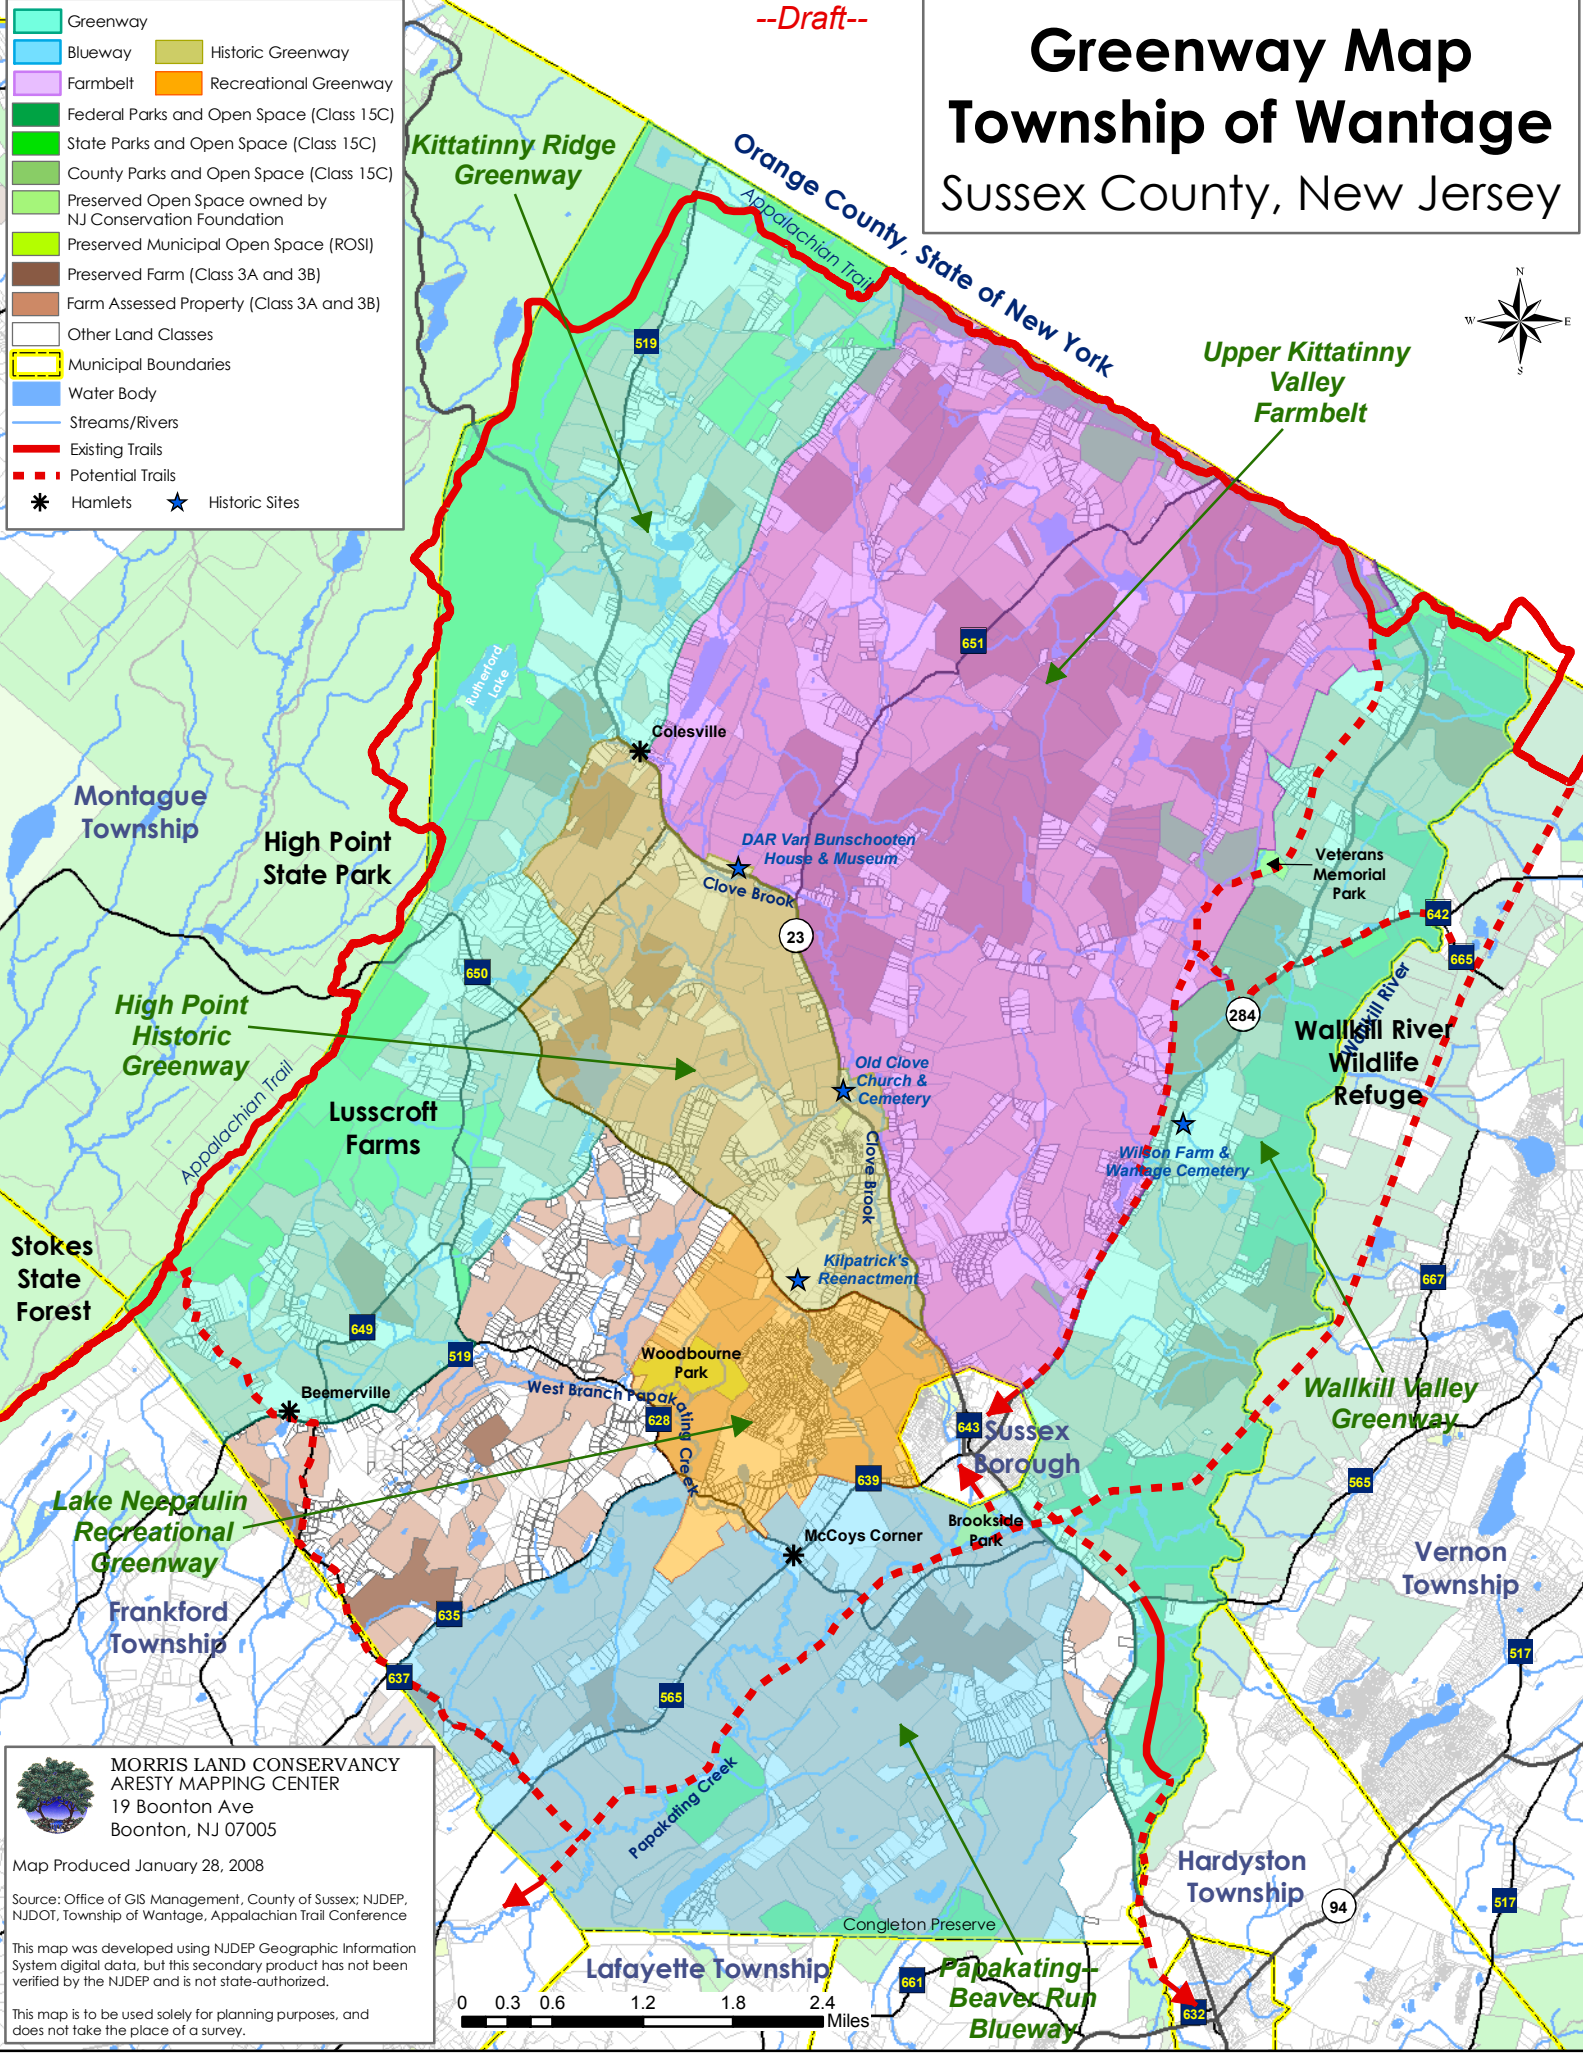 --Draft--
Greenway Map
Township of Wantage
Sussex County, New Jersey
Greenway
Blueway
Historic Greenway
Farmbelt
Recreational Greenway
Federal Parks and Open Space (Class 15C)
State Parks and Open Space (Class 15C)
County Parks and Open Space (Class 15C)
Preserved Open Space owned by
NJ Conservation Foundation
Preserved Municipal Open Space (ROSI)
Preserved Farm (Class 3A and 3B)
Farm Assessed Property (Class 3A and 3B)
Other Land Classes
Municipal Boundaries
Water Body
Streams/Rivers
Existing Trails
Potential Trails
Hamlets
Historic Sites
N
W
E
S
Kittatinny Ridge
Greenway
Orange County, State of New York
Appalachian Trail
519
Upper Kittatinny
Valley
Farmbelt
651
Rutherford
Lake
Colesville
Montague
Township
High Point
State Park
DAR Van Bunschooten
House & Museum
Clove Brook
23
Veterans
Memorial
Park
642
665
650
High Point
Historic
Greenway
284
Wallkill River
Wallkill River
Wildlife
Refuge
Old Clove
Church &
Cemetery
Appalachian Trail
Lusscroft
Farms
Clove Brook
Wilson Farm &
Wantage Cemetery
Stokes
State
Forest
Kilpatrick's
Reenactment
667
649
519
Woodbourne
Park
Beemerville
West Branch Papakating Creek
628
643
Sussex
Borough
Wallkill Valley
Greenway
639
565
Lake Neepaulin
Recreational
Greenway
Brookside
Park
McCoys Corner
Vernon
Township
Frankford
Township
635
637
517
565
Papakating Creek
Hardyston
Township
94
517
Congleton Preserve
Lafayette Township
661
Papakating--
Beaver Run
Blueway
632
MORRIS LAND CONSERVANCY
ARESTY MAPPING CENTER
19 Boonton Ave
Boonton, NJ 07005
Map Produced January 28, 2008
Source: Office of GIS Management, County of Sussex; NJDEP,
NJDOT, Township of Wantage, Appalachian Trail Conference
This map was developed using NJDEP Geographic Information
System digital data, but this secondary product has not been
verified by the NJDEP and is not state-authorized.
This map is to be used solely for planning purposes, and
does not take the place of a survey.
0 0.3 0.6 1.2 1.8 2.4
Miles